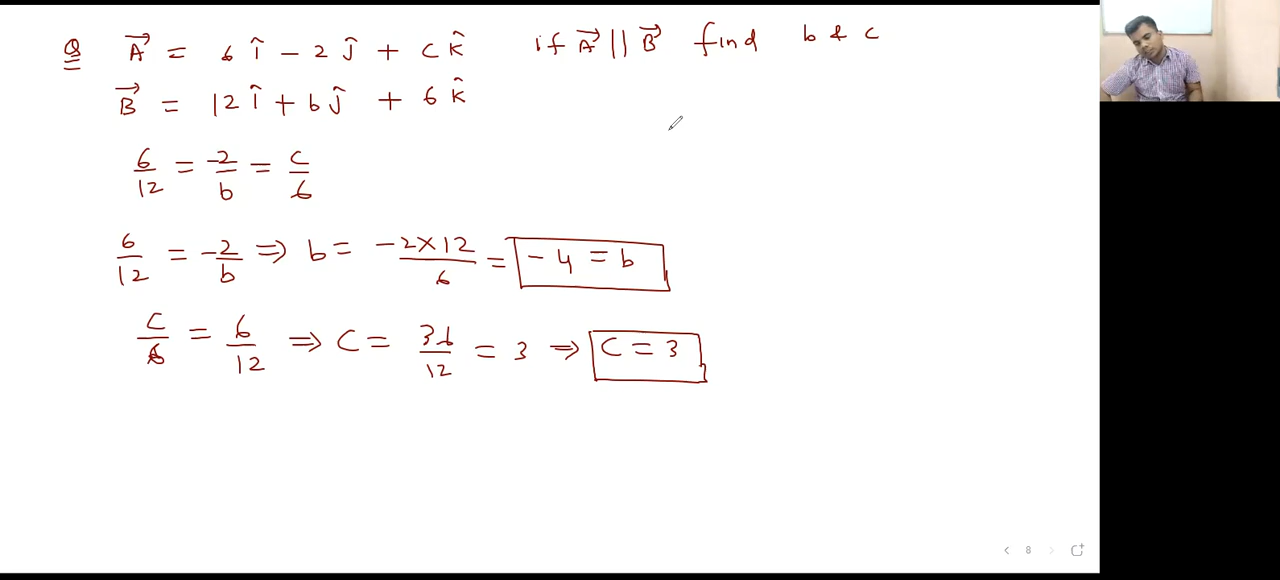 Q A⃗ = 6 î − 2 ĵ + c k̂ if A⃗ || B⃗ find b & c
B⃗ = 12 î + b ĵ + 6 k̂
6/12 = −2/b = c/6
6/12 = −2/b ⇒ b = −2×12/6 = −4 = b
c/6 = 6/12 ⇒ C = 36/12 = 3 ⇒ C = 3
8